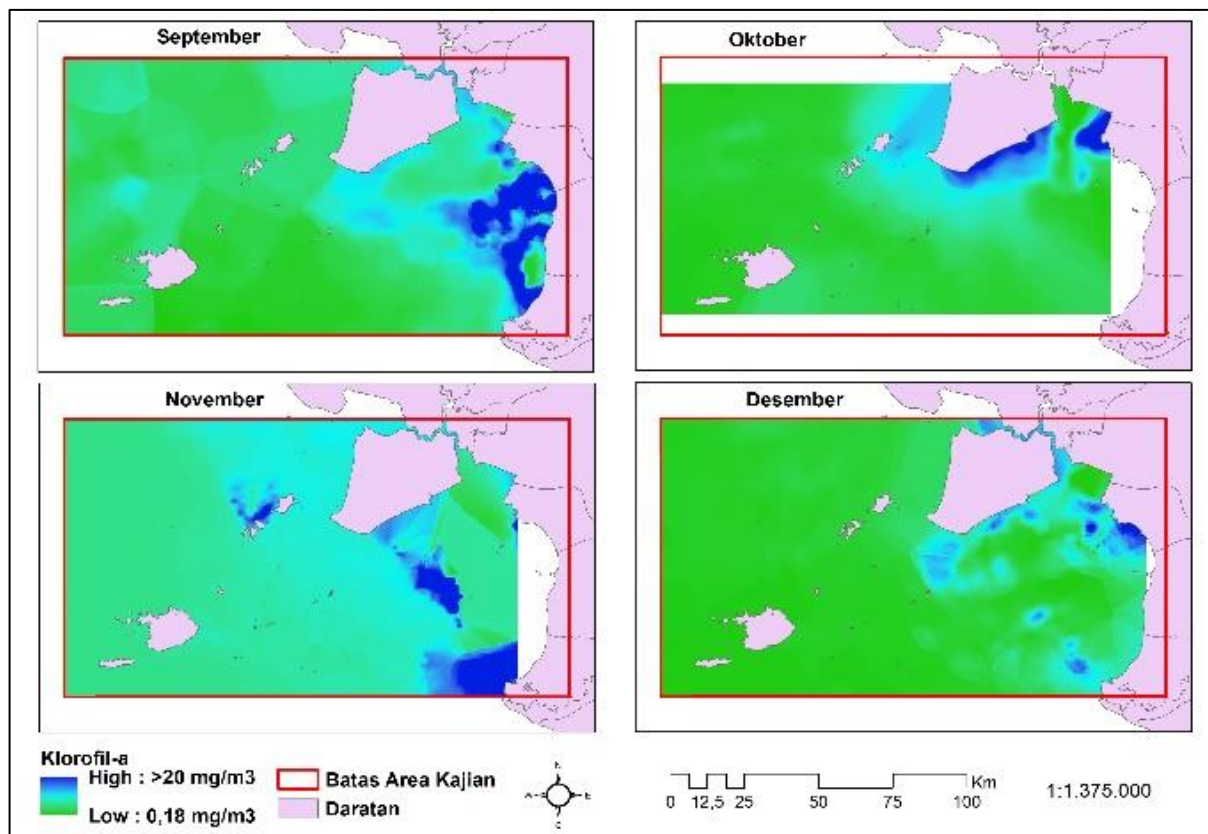 September
Oktober
November
Desember
Klorofil-a
High : >20 mg/m3
Low : 0,18 mg/m3
Batas Area Kajian
Daratan
Km
0 12,5 25 50 75 100
1:1.375.000